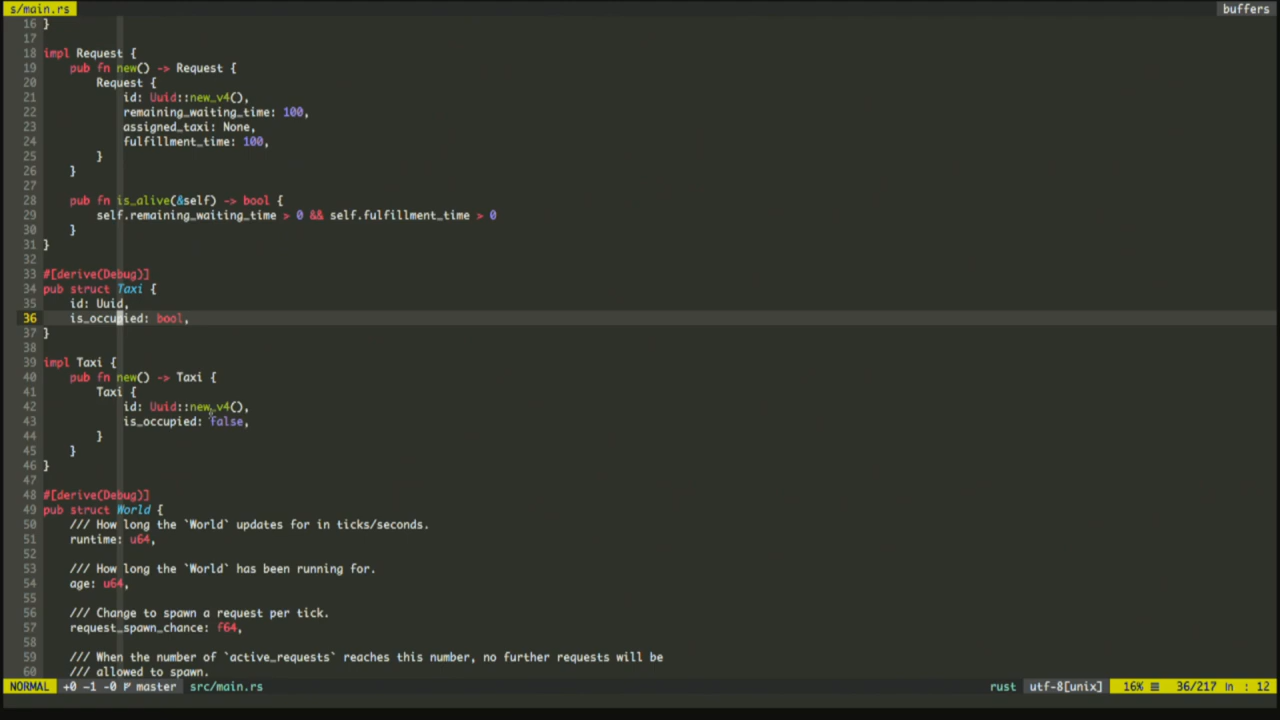 s/main.rs buffers
16 }
17
18 impl Request {
19     pub fn new() -> Request {
20         Request {
21             id: Uuid::new_v4(),
22             remaining_waiting_time: 100,
23             assigned_taxi: None,
24             fulfillment_time: 100,
25         }
26     }
27
28     pub fn is_alive(&self) -> bool {
29         self.remaining_waiting_time > 0 && self.fulfillment_time > 0
30     }
31 }
32
33 #[derive(Debug)]
34 pub struct Taxi {
35     id: Uuid,
36     is_occupied: bool,
37 }
38
39 impl Taxi {
40     pub fn new() -> Taxi {
41         Taxi {
42             id: Uuid::new_v4(),
43             is_occupied: false,
44         }
45     }
46 }
47
48 #[derive(Debug)]
49 pub struct World {
50     /// How long the `World` updates for in ticks/seconds.
51     runtime: u64,
52
53     /// How long the `World` has been running for.
54     age: u64,
55
56     /// Change to spawn a request per tick.
57     request_spawn_chance: f64,
58
59     /// When the number of `active_requests` reaches this number, no further requests will be
60     /// allowed to spawn.
NORMAL +0 -1 -0 master src/main.rs rust utf-8[unix] 16% ☰ 36/217 ln : 12